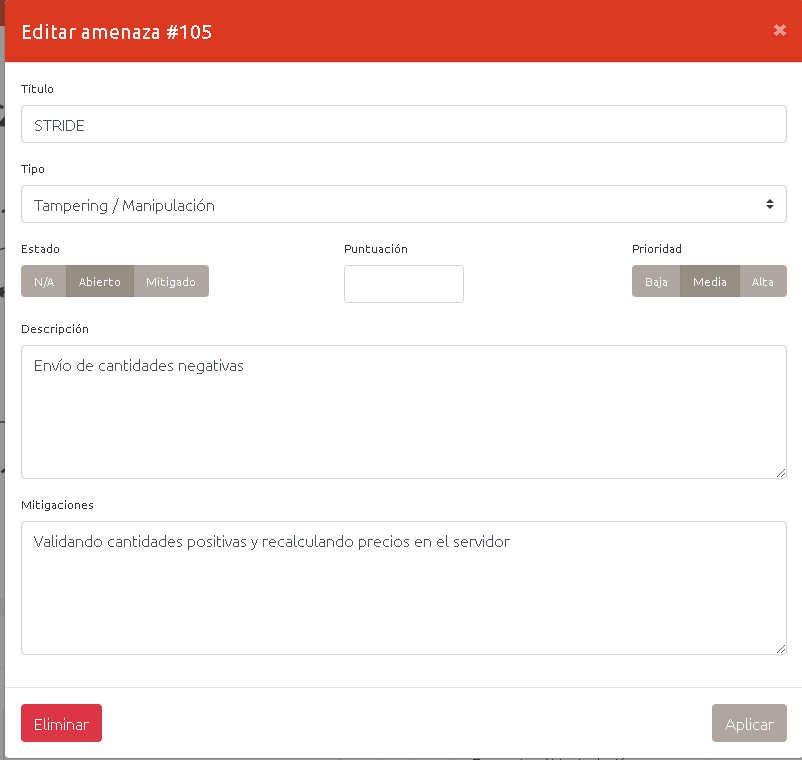 Editar amenaza #105
×
Título
STRIDE
Tipo
Tampering / Manipulación
Estado
Puntuación
Prioridad
N/A Abierto Mitigado
Baja Media Alta
Descripción
Envío de cantidades negativas
Mitigaciones
Validando cantidades positivas y recalculando precios en el servidor
Eliminar
Aplicar